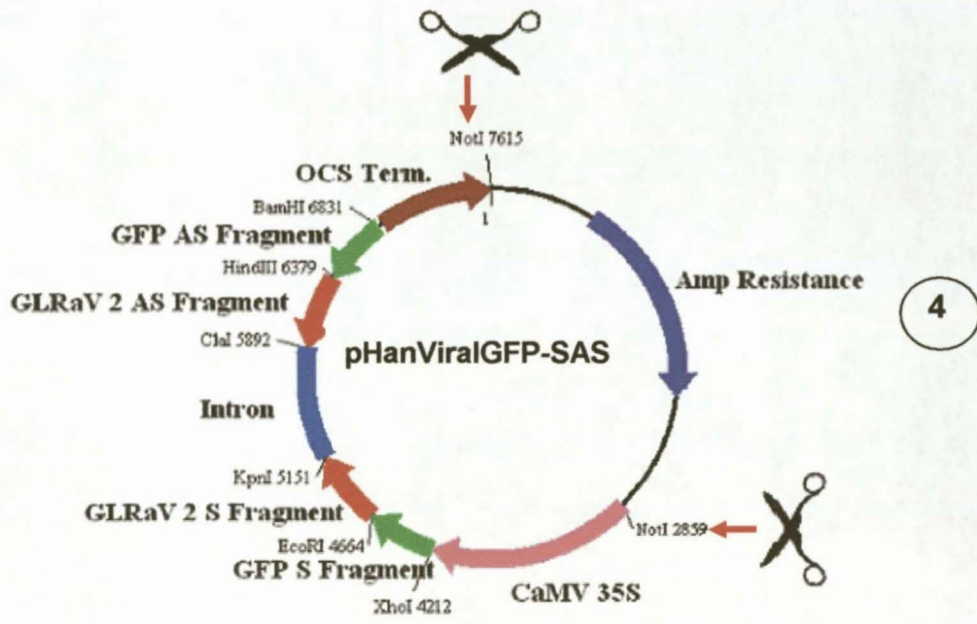 NotI 7615
OCS Term.
BamHI 6831
1
GFP AS Fragment
HindIII 6379
Amp Resistance
GLRaV 2 AS Fragment
4
ClaI 5892
pHanViralGFP-SAS
Intron
KpnI 5151
GLRaV 2 S Fragment
NotI 2859
EcoRI 4664
GFP S Fragment
CaMV 35S
XhoI 4212